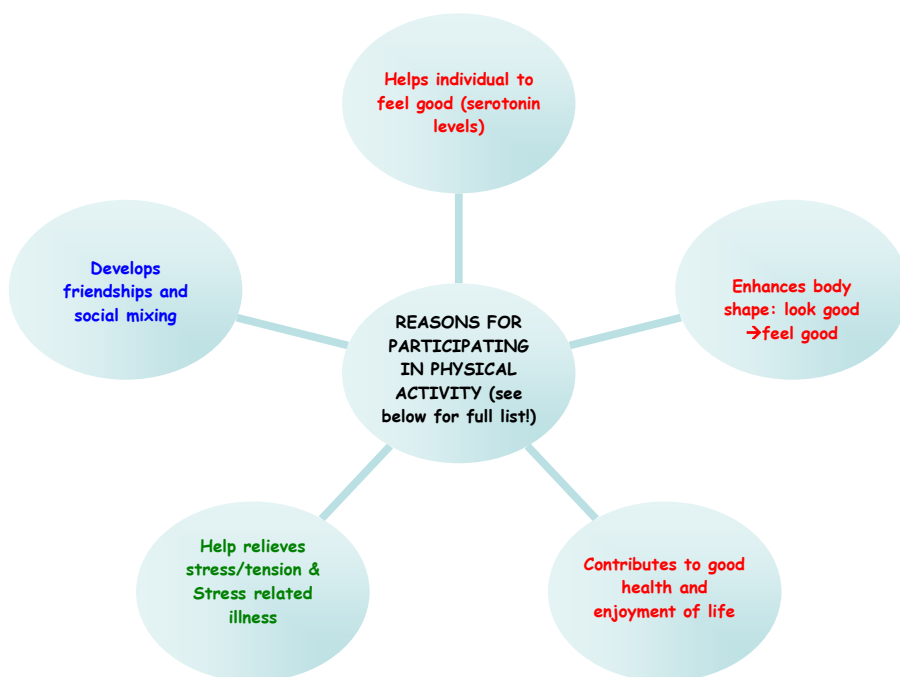 Helps individual to
feel good (serotonin
levels)
Develops
friendships and
social mixing
Enhances body
shape: look good
→feel good
REASONS FOR
PARTICIPATING
IN PHYSICAL
ACTIVITY (see
below for full list!)
Help relieves
stress/tension &
Stress related
illness
Contributes to good
health and
enjoyment of life